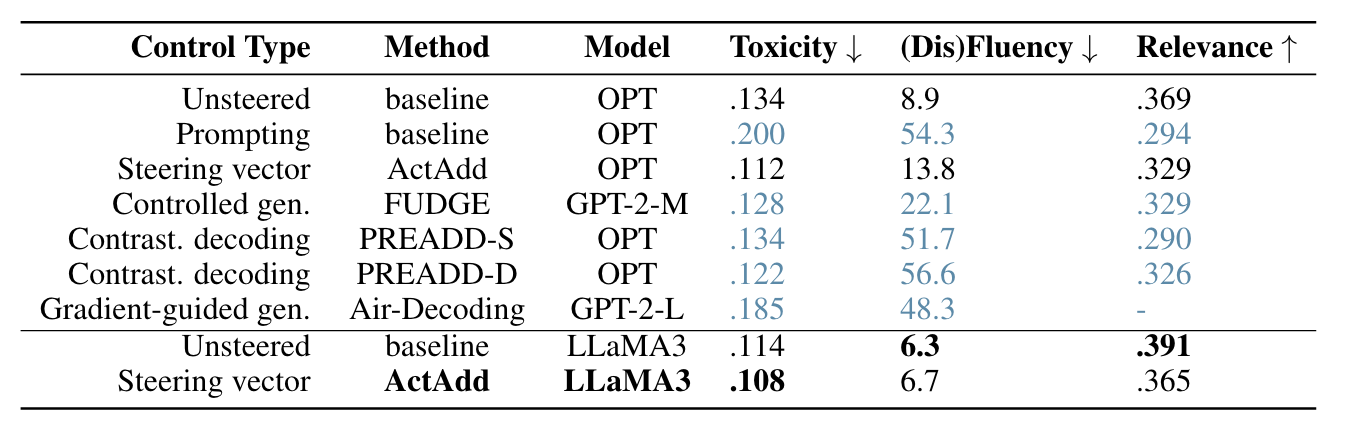 Control Type Method Model Toxicity ↓ (Dis)Fluency ↓ Relevance ↑
Unsteered baseline OPT .134 8.9 .369
Prompting baseline OPT .200 54.3 .294
Steering vector ActAdd OPT .112 13.8 .329
Controlled gen. FUDGE GPT-2-M .128 22.1 .329
Contrast. decoding PREADD-S OPT .134 51.7 .290
Contrast. decoding PREADD-D OPT .122 56.6 .326
Gradient-guided gen. Air-Decoding GPT-2-L .185 48.3 -
Unsteered baseline LLaMA3 .114 6.3 .391
Steering vector ActAdd LLaMA3 .108 6.7 .365